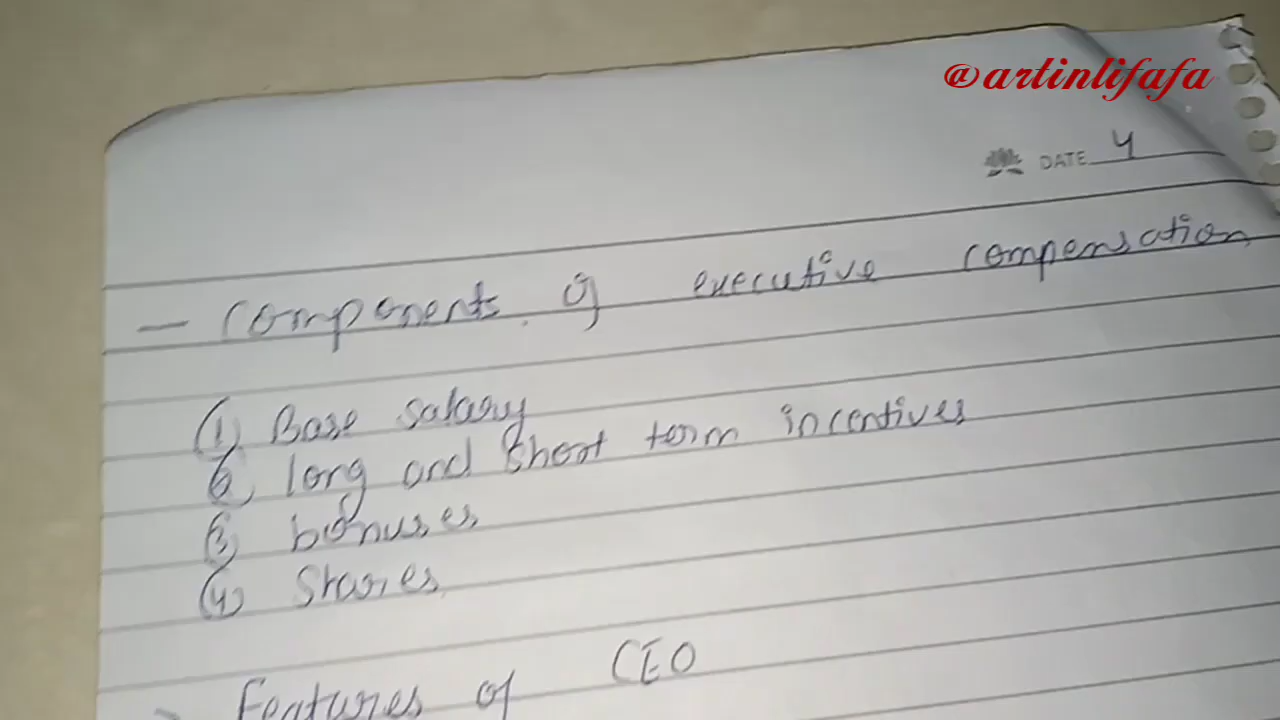 @artinlifafa
DATE 4
— Components of executive compensation
(1) Base salary
(2) long and short term incentives
(3) bonuses
(4) Shares
→ Features of CEO